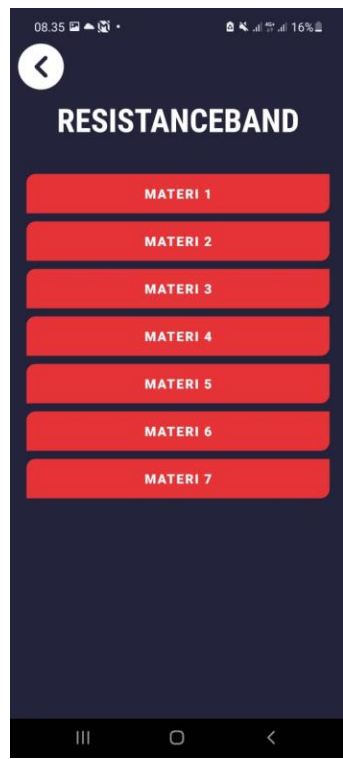 08.35
16%
RESISTANCEBAND
MATERI 1
MATERI 2
MATERI 3
MATERI 4
MATERI 5
MATERI 6
MATERI 7